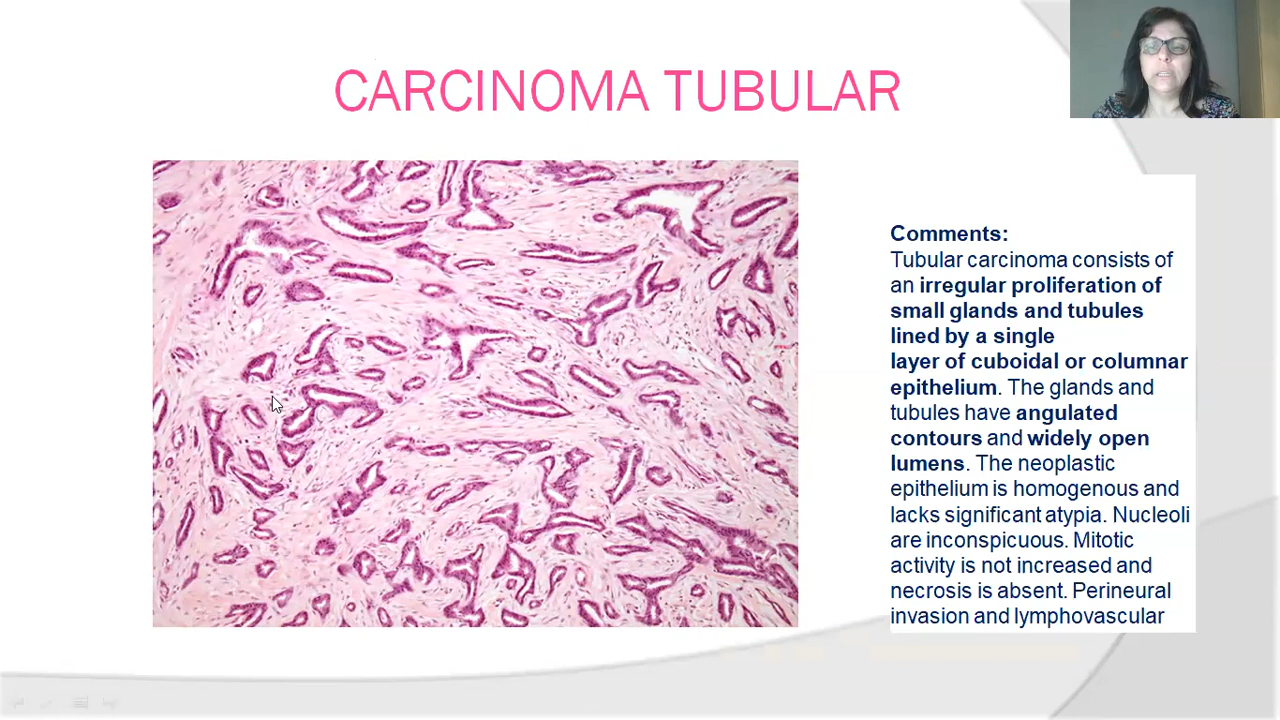 CARCINOMA TUBULAR
Comments:
Tubular carcinoma consists of
an irregular proliferation of
small glands and tubules
lined by a single
layer of cuboidal or columnar
epithelium. The glands and
tubules have angulated
contours and widely open
lumens. The neoplastic
epithelium is homogenous and
lacks significant atypia. Nucleoli
are inconspicuous. Mitotic
activity is not increased and
necrosis is absent. Perineural
invasion and lymphovascular